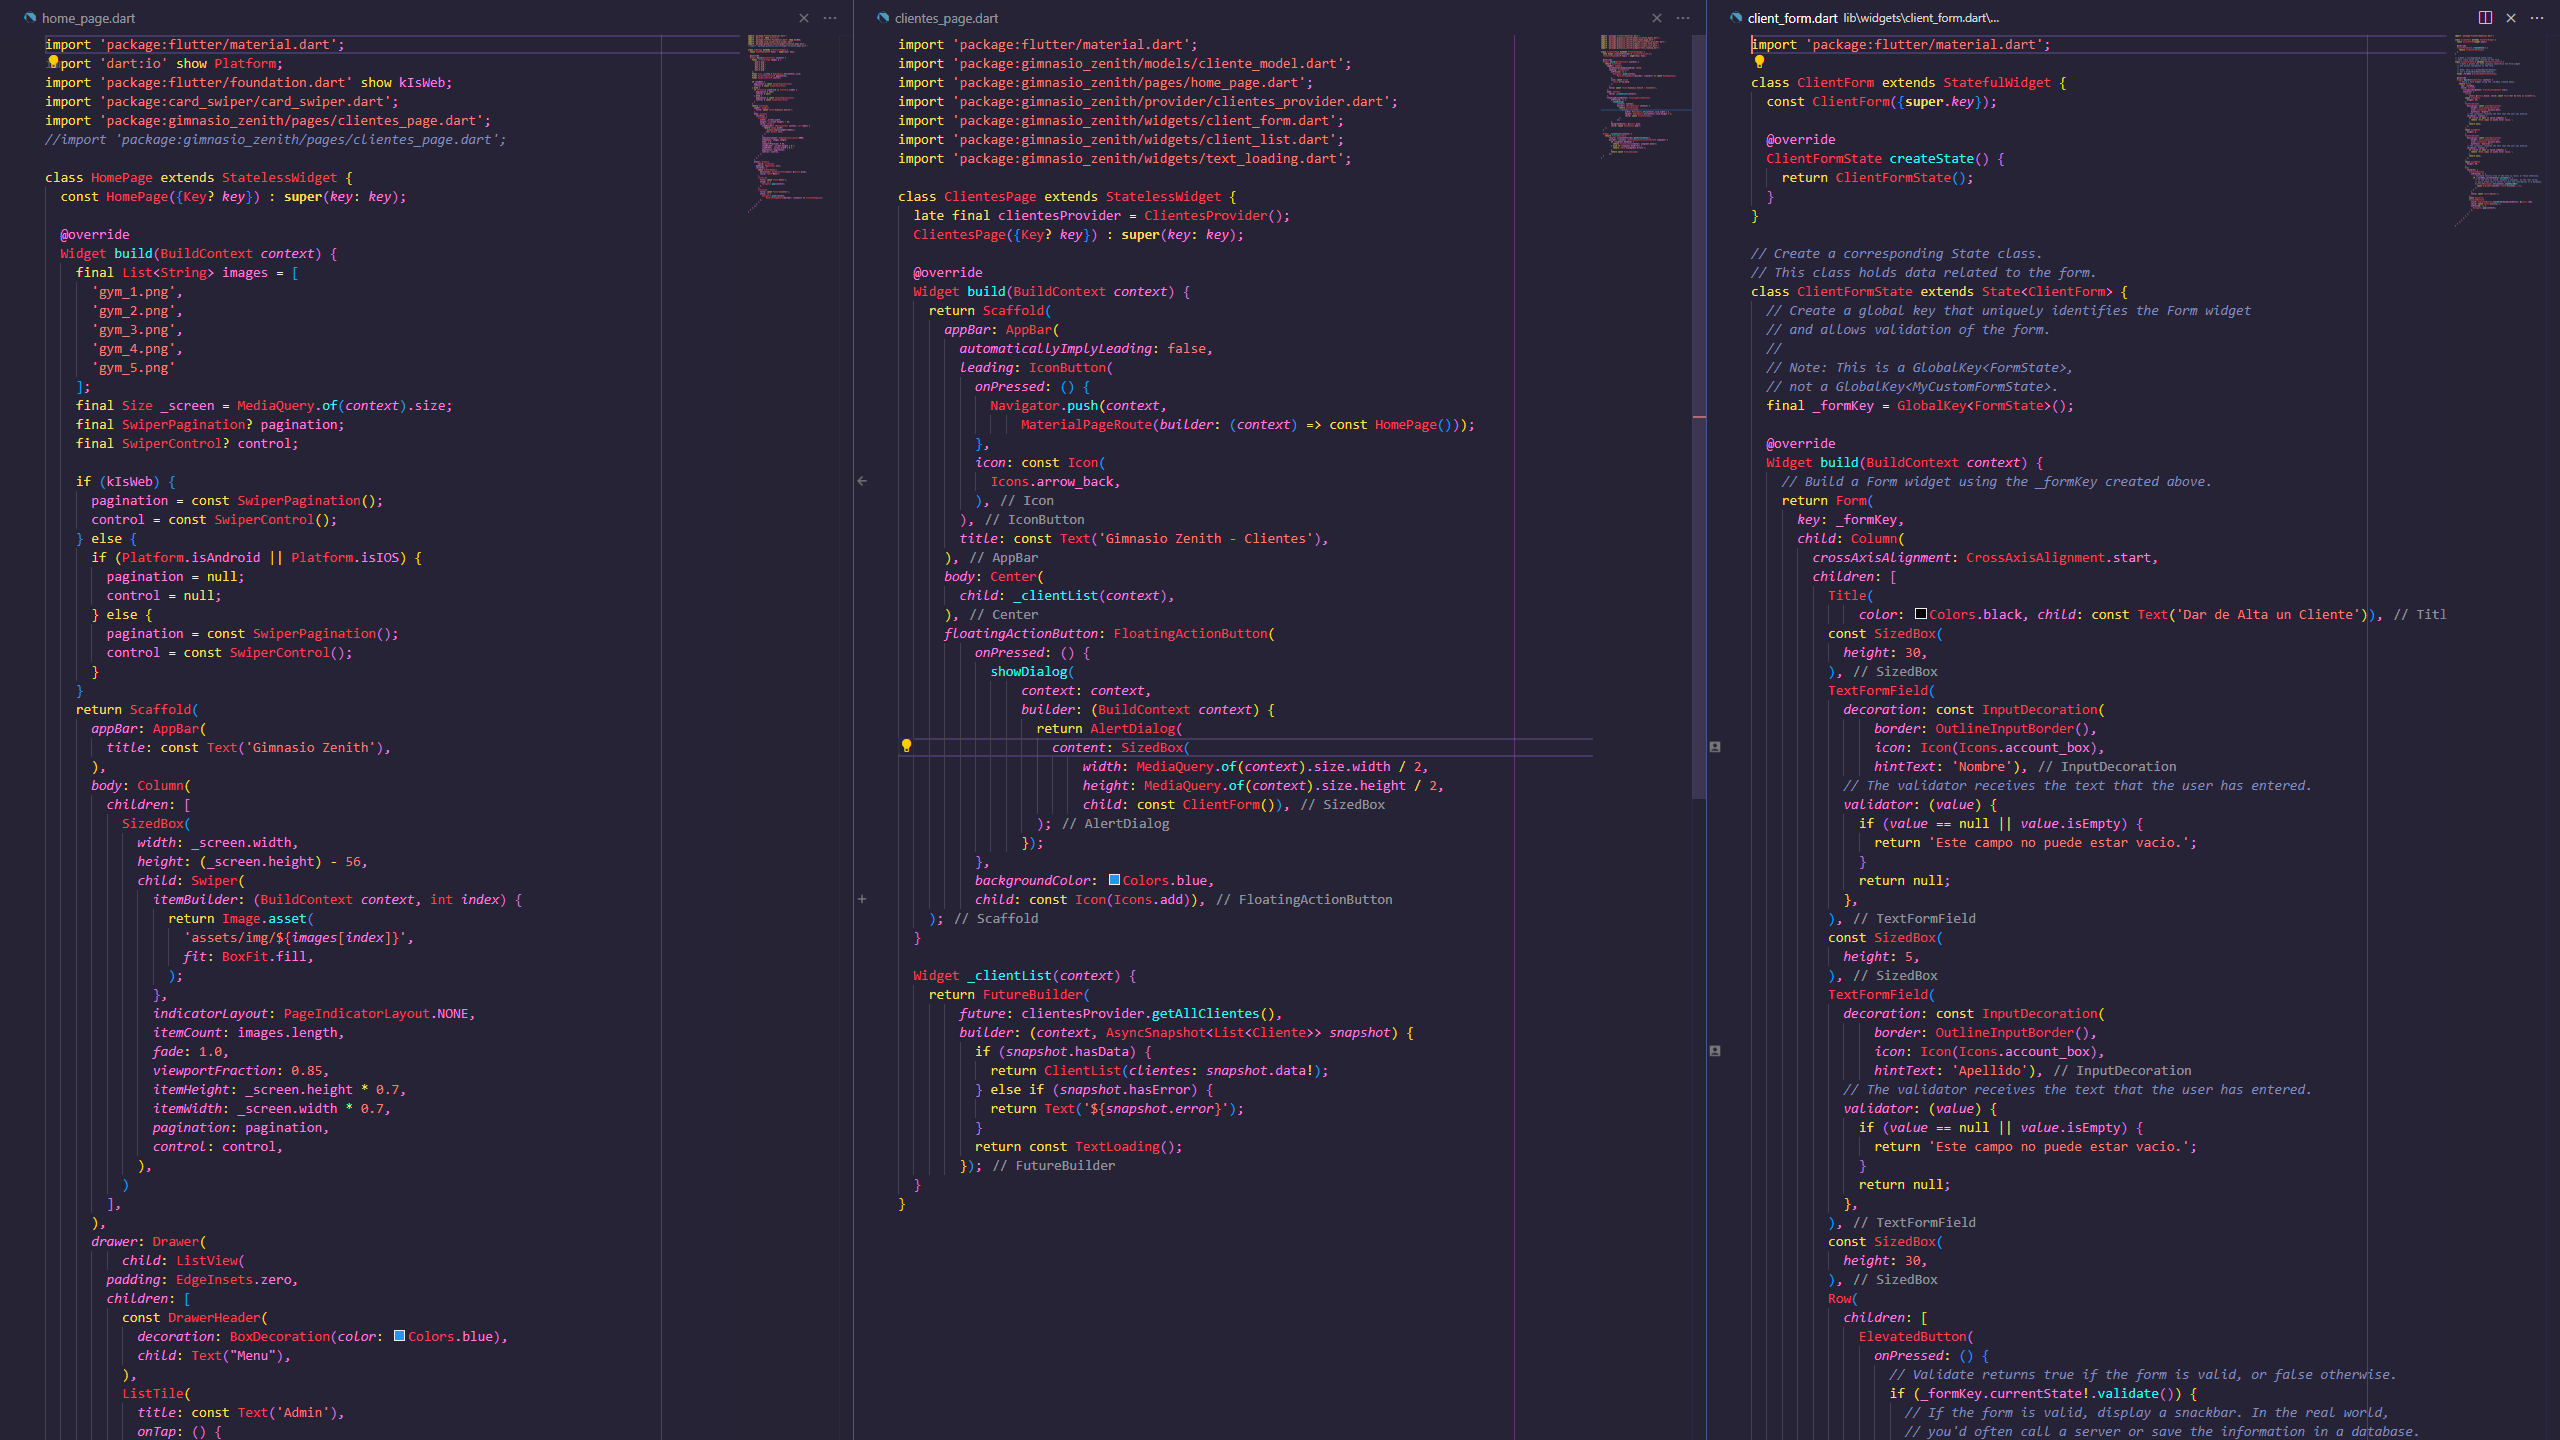 home_page.dart
import 'package:flutter/material.dart';
import 'dart:io' show Platform;
import 'package:flutter/foundation.dart' show kIsWeb;
import 'package:card_swiper/card_swiper.dart';
import 'package:gimnasio_zenith/pages/clientes_page.dart';
//import 'package:gimnasio_zenith/pages/clientes_page.dart';
class HomePage extends StatelessWidget {
const HomePage({Key? key}) : super(key: key);
@override
Widget build(BuildContext context) {
final List<String> images = [
'gym_1.png',
'gym_2.png',
'gym_3.png',
'gym_4.png',
'gym_5.png'
];
final Size _screen = MediaQuery.of(context).size;
final SwiperPagination? pagination;
final SwiperControl? control;
if (kIsWeb) {
pagination = const SwiperPagination();
control = const SwiperControl();
} else {
if (Platform.isAndroid || Platform.isIOS) {
pagination = null;
control = null;
} else {
pagination = const SwiperPagination();
control = const SwiperControl();
}
}
return Scaffold(
appBar: AppBar(
title: const Text('Gimnasio Zenith'),
),
body: Column(
children: [
SizedBox(
width: _screen.width,
height: (_screen.height) - 56,
child: Swiper(
itemBuilder: (BuildContext context, int index) {
return Image.asset(
'assets/img/${images[index]}',
fit: BoxFit.fill,
);
},
indicatorLayout: PageIndicatorLayout.NONE,
itemCount: images.length,
fade: 1.0,
viewportFraction: 0.85,
itemHeight: _screen.height * 0.7,
itemWidth: _screen.width * 0.7,
pagination: pagination,
control: control,
),
)
],
),
drawer: Drawer(
child: ListView(
padding: EdgeInsets.zero,
children: [
const DrawerHeader(
decoration: BoxDecoration(color: Colors.blue),
child: Text("Menu"),
),
ListTile(
title: const Text('Admin'),
onTap: () {
clientes_page.dart
import 'package:flutter/material.dart';
import 'package:gimnasio_zenith/models/cliente_model.dart';
import 'package:gimnasio_zenith/pages/home_page.dart';
import 'package:gimnasio_zenith/provider/clientes_provider.dart';
import 'package:gimnasio_zenith/widgets/client_form.dart';
import 'package:gimnasio_zenith/widgets/client_list.dart';
import 'package:gimnasio_zenith/widgets/text_loading.dart';
class ClientesPage extends StatelessWidget {
late final clientesProvider = ClientesProvider();
ClientesPage({Key? key}) : super(key: key);
@override
Widget build(BuildContext context) {
return Scaffold(
appBar: AppBar(
automaticallyImplyLeading: false,
leading: IconButton(
onPressed: () {
Navigator.push(context,
MaterialPageRoute(builder: (context) => const HomePage()));
},
icon: const Icon(
Icons.arrow_back,
), // Icon
), // IconButton
title: const Text('Gimnasio Zenith - Clientes'),
), // AppBar
body: Center(
child: _clientList(context),
), // Center
floatingActionButton: FloatingActionButton(
onPressed: () {
showDialog(
context: context,
builder: (BuildContext context) {
return AlertDialog(
content: SizedBox(
width: MediaQuery.of(context).size.width / 2,
height: MediaQuery.of(context).size.height / 2,
child: const ClientForm()), // SizedBox
); // AlertDialog
});
},
backgroundColor: Colors.blue,
child: const Icon(Icons.add)), // FloatingActionButton
); // Scaffold
}
Widget _clientList(context) {
return FutureBuilder(
future: clientesProvider.getAllClientes(),
builder: (context, AsyncSnapshot<List<Cliente>> snapshot) {
if (snapshot.hasData) {
return ClientList(clientes: snapshot.data!);
} else if (snapshot.hasError) {
return Text('${snapshot.error}');
}
return const TextLoading();
}); // FutureBuilder
}
}
client_form.dart lib\widgets\client_form.dart\...
import 'package:flutter/material.dart';
class ClientForm extends StatefulWidget {
const ClientForm({super.key});
@override
ClientFormState createState() {
return ClientFormState();
}
}
// Create a corresponding State class.
// This class holds data related to the form.
class ClientFormState extends State<ClientForm> {
// Create a global key that uniquely identifies the Form widget
// and allows validation of the form.
//
// Note: This is a GlobalKey<FormState>,
// not a GlobalKey<MyCustomFormState>.
final _formKey = GlobalKey<FormState>();
@override
Widget build(BuildContext context) {
// Build a Form widget using the _formKey created above.
return Form(
key: _formKey,
child: Column(
crossAxisAlignment: CrossAxisAlignment.start,
children: [
Title(
color: Colors.black, child: const Text('Dar de Alta un Cliente')), // Titl
const SizedBox(
height: 30,
), // SizedBox
TextFormField(
decoration: const InputDecoration(
border: OutlineInputBorder(),
icon: Icon(Icons.account_box),
hintText: 'Nombre'), // InputDecoration
// The validator receives the text that the user has entered.
validator: (value) {
if (value == null || value.isEmpty) {
return 'Este campo no puede estar vacio.';
}
return null;
},
), // TextFormField
const SizedBox(
height: 5,
), // SizedBox
TextFormField(
decoration: const InputDecoration(
border: OutlineInputBorder(),
icon: Icon(Icons.account_box),
hintText: 'Apellido'), // InputDecoration
// The validator receives the text that the user has entered.
validator: (value) {
if (value == null || value.isEmpty) {
return 'Este campo no puede estar vacio.';
}
return null;
},
), // TextFormField
const SizedBox(
height: 30,
), // SizedBox
Row(
children: [
ElevatedButton(
onPressed: () {
// Validate returns true if the form is valid, or false otherwise.
if (_formKey.currentState!.validate()) {
// If the form is valid, display a snackbar. In the real world,
// you'd often call a server or save the information in a database.